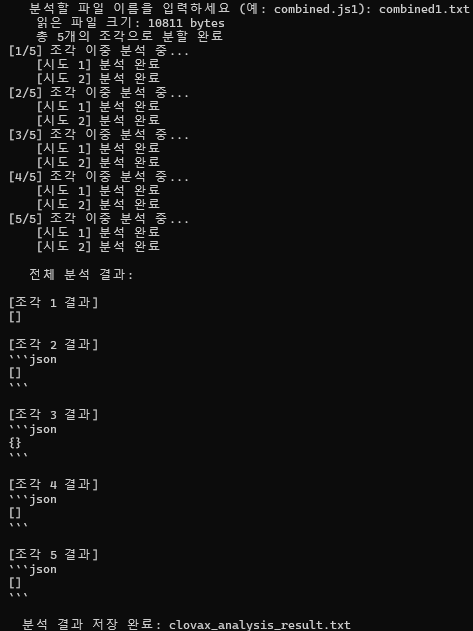 분석할 파일 이름을 입력하세요 (예: combined.js1): combined1.txt
읽은 파일 크기: 10811 bytes
총 5개의 조각으로 분할 완료
[1/5] 조각 이중 분석 중...
[시도 1] 분석 완료
[시도 2] 분석 완료
[2/5] 조각 이중 분석 중...
[시도 1] 분석 완료
[시도 2] 분석 완료
[3/5] 조각 이중 분석 중...
[시도 1] 분석 완료
[시도 2] 분석 완료
[4/5] 조각 이중 분석 중...
[시도 1] 분석 완료
[시도 2] 분석 완료
[5/5] 조각 이중 분석 중...
[시도 1] 분석 완료
[시도 2] 분석 완료
전체 분석 결과:
[조각 1 결과]
[]
[조각 2 결과]
```json
[]
```
[조각 3 결과]
```json
{}
```
[조각 4 결과]
```json
[]
```
[조각 5 결과]
```json
[]
```
분석 결과 저장 완료: clovax_analysis_result.txt